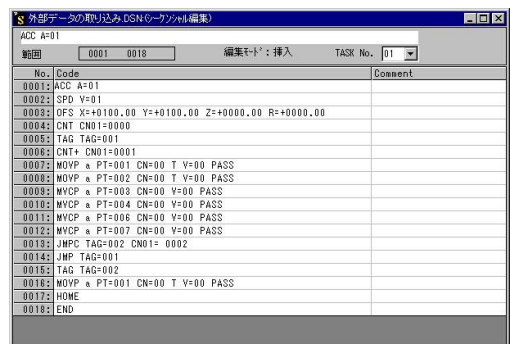 外部データの取り込み.DSN:(シーケンシャル編集)
ACC A=01
範囲 0001 0018 編集モード:挿入 TASK No. 01
No. Code Comment
0001: ACC A=01
0002: SPD V=01
0003: OFS X=+0100.00 Y=+0100.00 Z=+0000.00 R=+0000.00
0004: CNT CN01=0000
0005: TAG TAG=001
0006: CNT+ CN01=0001
0007: MOVP a PT=001 CN=00 T V=00 PASS
0008: MOVP a PT=002 CN=00 T V=00 PASS
0009: MVCP a PT=003 CN=00 V=00 PASS
0010: MVCP a PT=004 CN=00 V=00 PASS
0011: MVCP a PT=006 CN=00 V=00 PASS
0012: MVCP a PT=007 CN=00 V=00 PASS
0013: JMPC TAG=002 CN01= 0002
0014: JMP TAG=001
0015: TAG TAG=002
0016: MOVP a PT=001 CN=00 T V=00 PASS
0017: HOME
0018: END